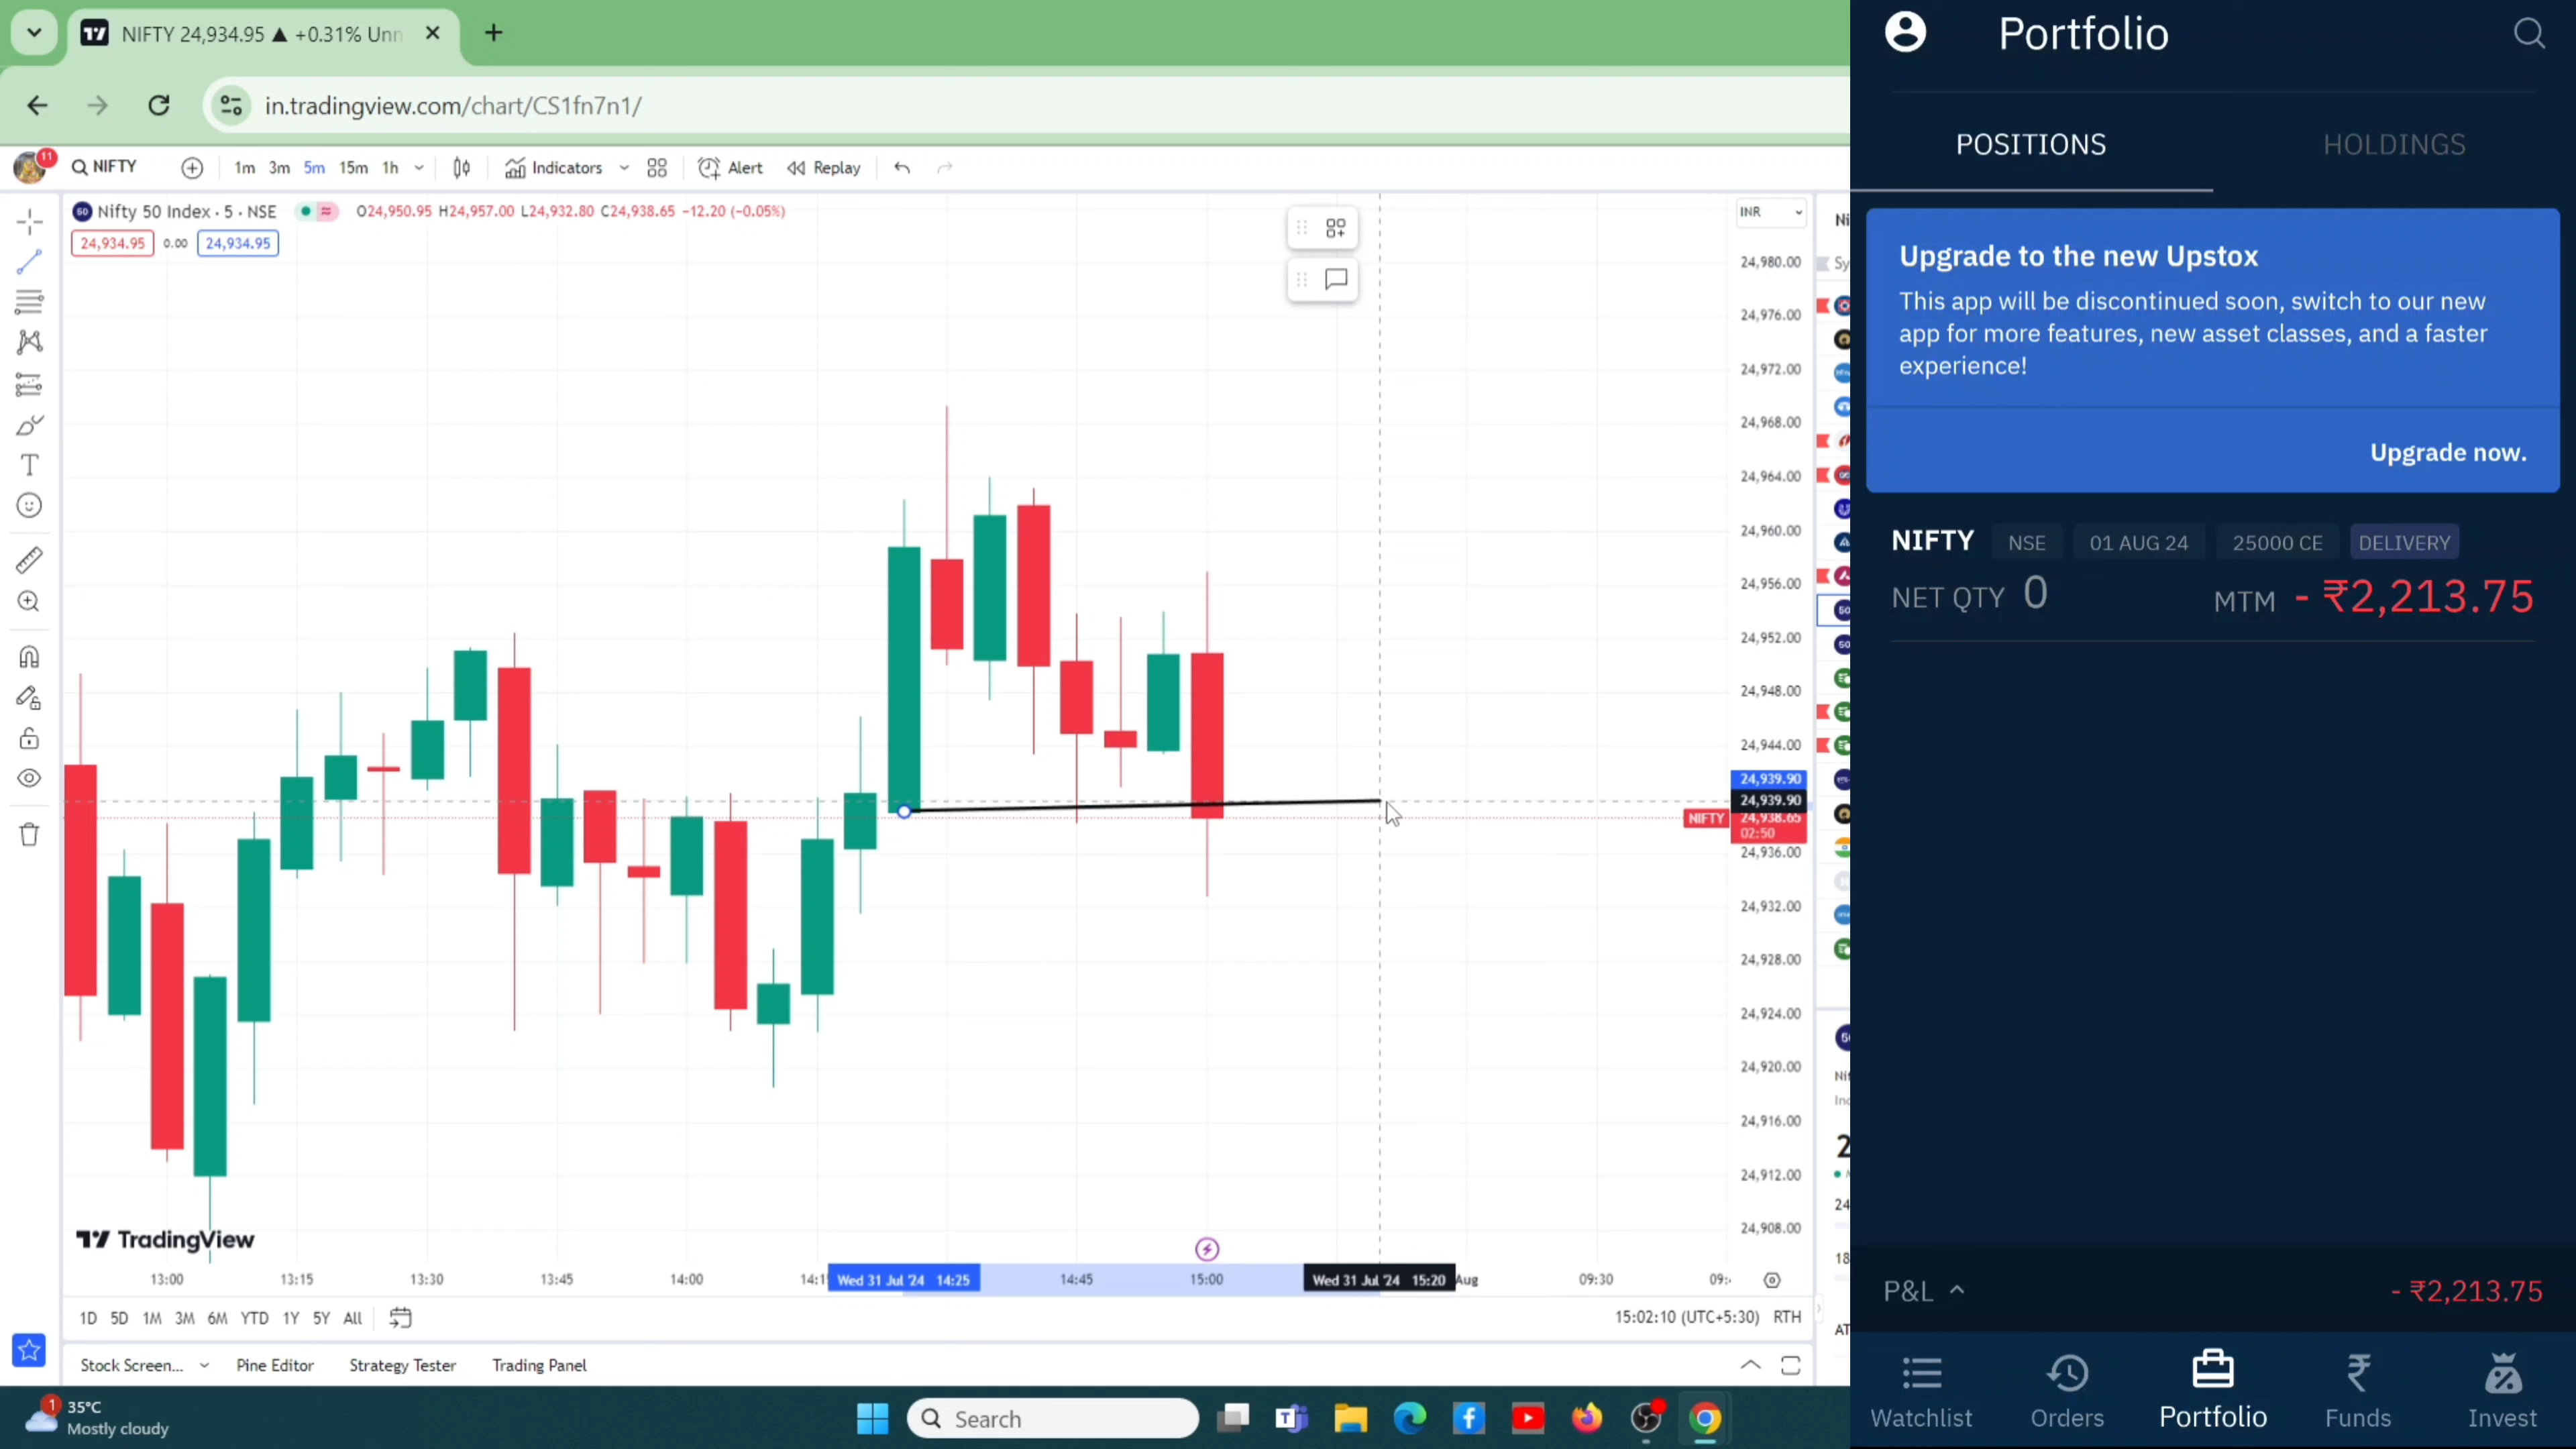 NIFTY 24,934.95 ▲ +0.31% Unn
in.tradingview.com/chart/CS1fn7n1/
11
NIFTY 1m 3m 5m 15m 1h Indicators Alert Replay
Nifty 50 Index · 5 · NSE O24,950.95 H24,957.00 L24,932.80 C24,938.65 −12.20 (−0.05%)
24,934.95 0.00 24,934.95
INR
24,980.00
24,976.00
24,972.00
24,968.00
24,964.00
24,960.00
24,956.00
24,952.00
24,948.00
24,944.00
24,939.90
24,939.90
NIFTY 24,938.65
02:50
24,936.00
24,932.00
24,928.00
24,924.00
24,920.00
24,916.00
24,912.00
24,908.00
TradingView
13:00 13:15 13:30 13:45 14:00 14:1 Wed 31 Jul '24 14:25 14:45 15:00 Wed 31 Jul '24 15:20 Aug 09:30 09:
1D 5D 1M 3M 6M YTD 1Y 5Y All
15:02:10 (UTC+5:30) RTH
Stock Screen... Pine Editor Strategy Tester Trading Panel
1
35°C
Mostly cloudy
Search
Portfolio
POSITIONS HOLDINGS
Upgrade to the new Upstox
This app will be discontinued soon, switch to our new
app for more features, new asset classes, and a faster
experience!
Upgrade now.
NIFTY NSE 01 AUG 24 25000 CE DELIVERY
NET QTY 0 MTM - ₹2,213.75
P&L - ₹2,213.75
Watchlist Orders Portfolio Funds Invest